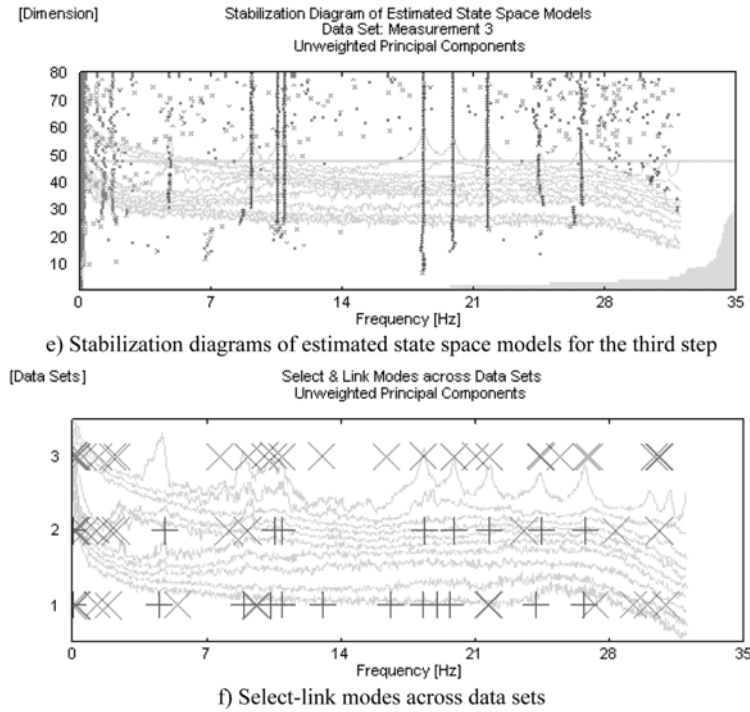 [Dimension]
Stabilization Diagram of Estimated State Space Models
Data Set: Measurement 3
Unweighted Principal Components
80
70
60
50
40
30
20
10
0
7
14
21
28
35
Frequency [Hz]
e) Stabilization diagrams of estimated state space models for the third step
[Data Sets]
Select & Link Modes across Data Sets
Unweighted Principal Components
3
2
1
0
7
14
21
28
35
Frequency [Hz]
f) Select-link modes across data sets